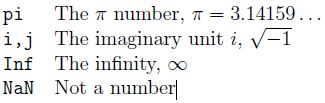 pi The π number, π = 3.14159...
i,j The imaginary unit i, √−1
Inf The infinity, ∞
NaN Not a number